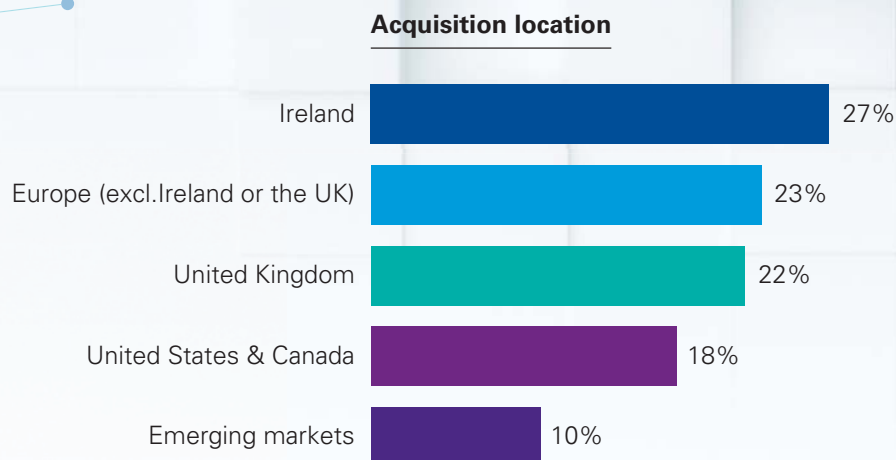 Acquisition location
Ireland 27%
Europe (excl.Ireland or the UK) 23%
United Kingdom 22%
United States & Canada 18%
Emerging markets 10%